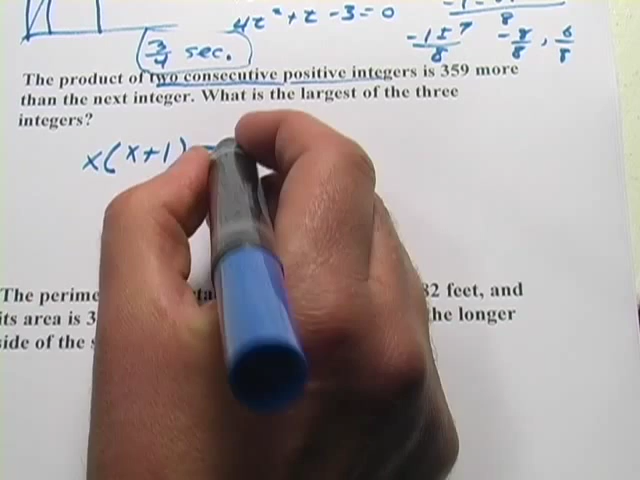 4t² + t - 3 = 0
8
-1 ± 7
8
-8/8 , 6/8
3/4 sec.
The product of two consecutive positive integers is 359 more
than the next integer. What is the largest of the three
integers?
x(x+1)
The perime 82 feet, and
its area is 3 the longer
side of the s